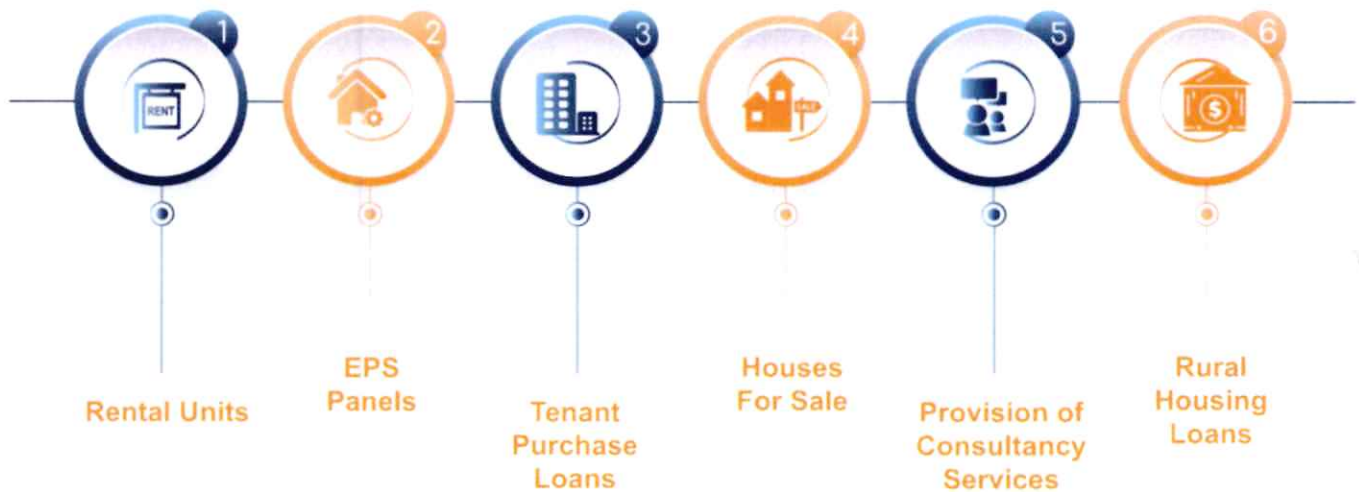 1
2
3
4
5
6
RENT
SALE
$
Rental Units
EPS
Panels
Tenant
Purchase
Loans
Houses
For Sale
Provision of
Consultancy
Services
Rural
Housing
Loans